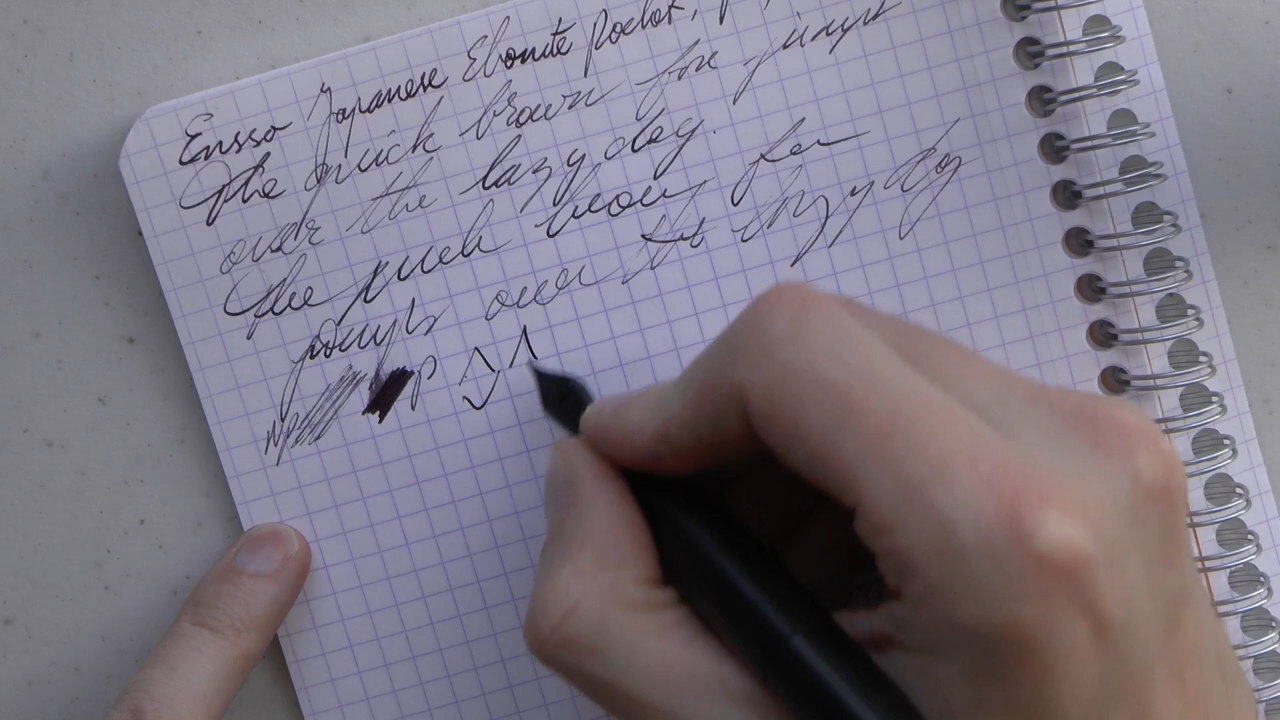 Ensso Japanese Ebonite Pocket,
The quick brown fox jumps
over the lazy dog.
The quick brown fox
jumps over the lazy dog